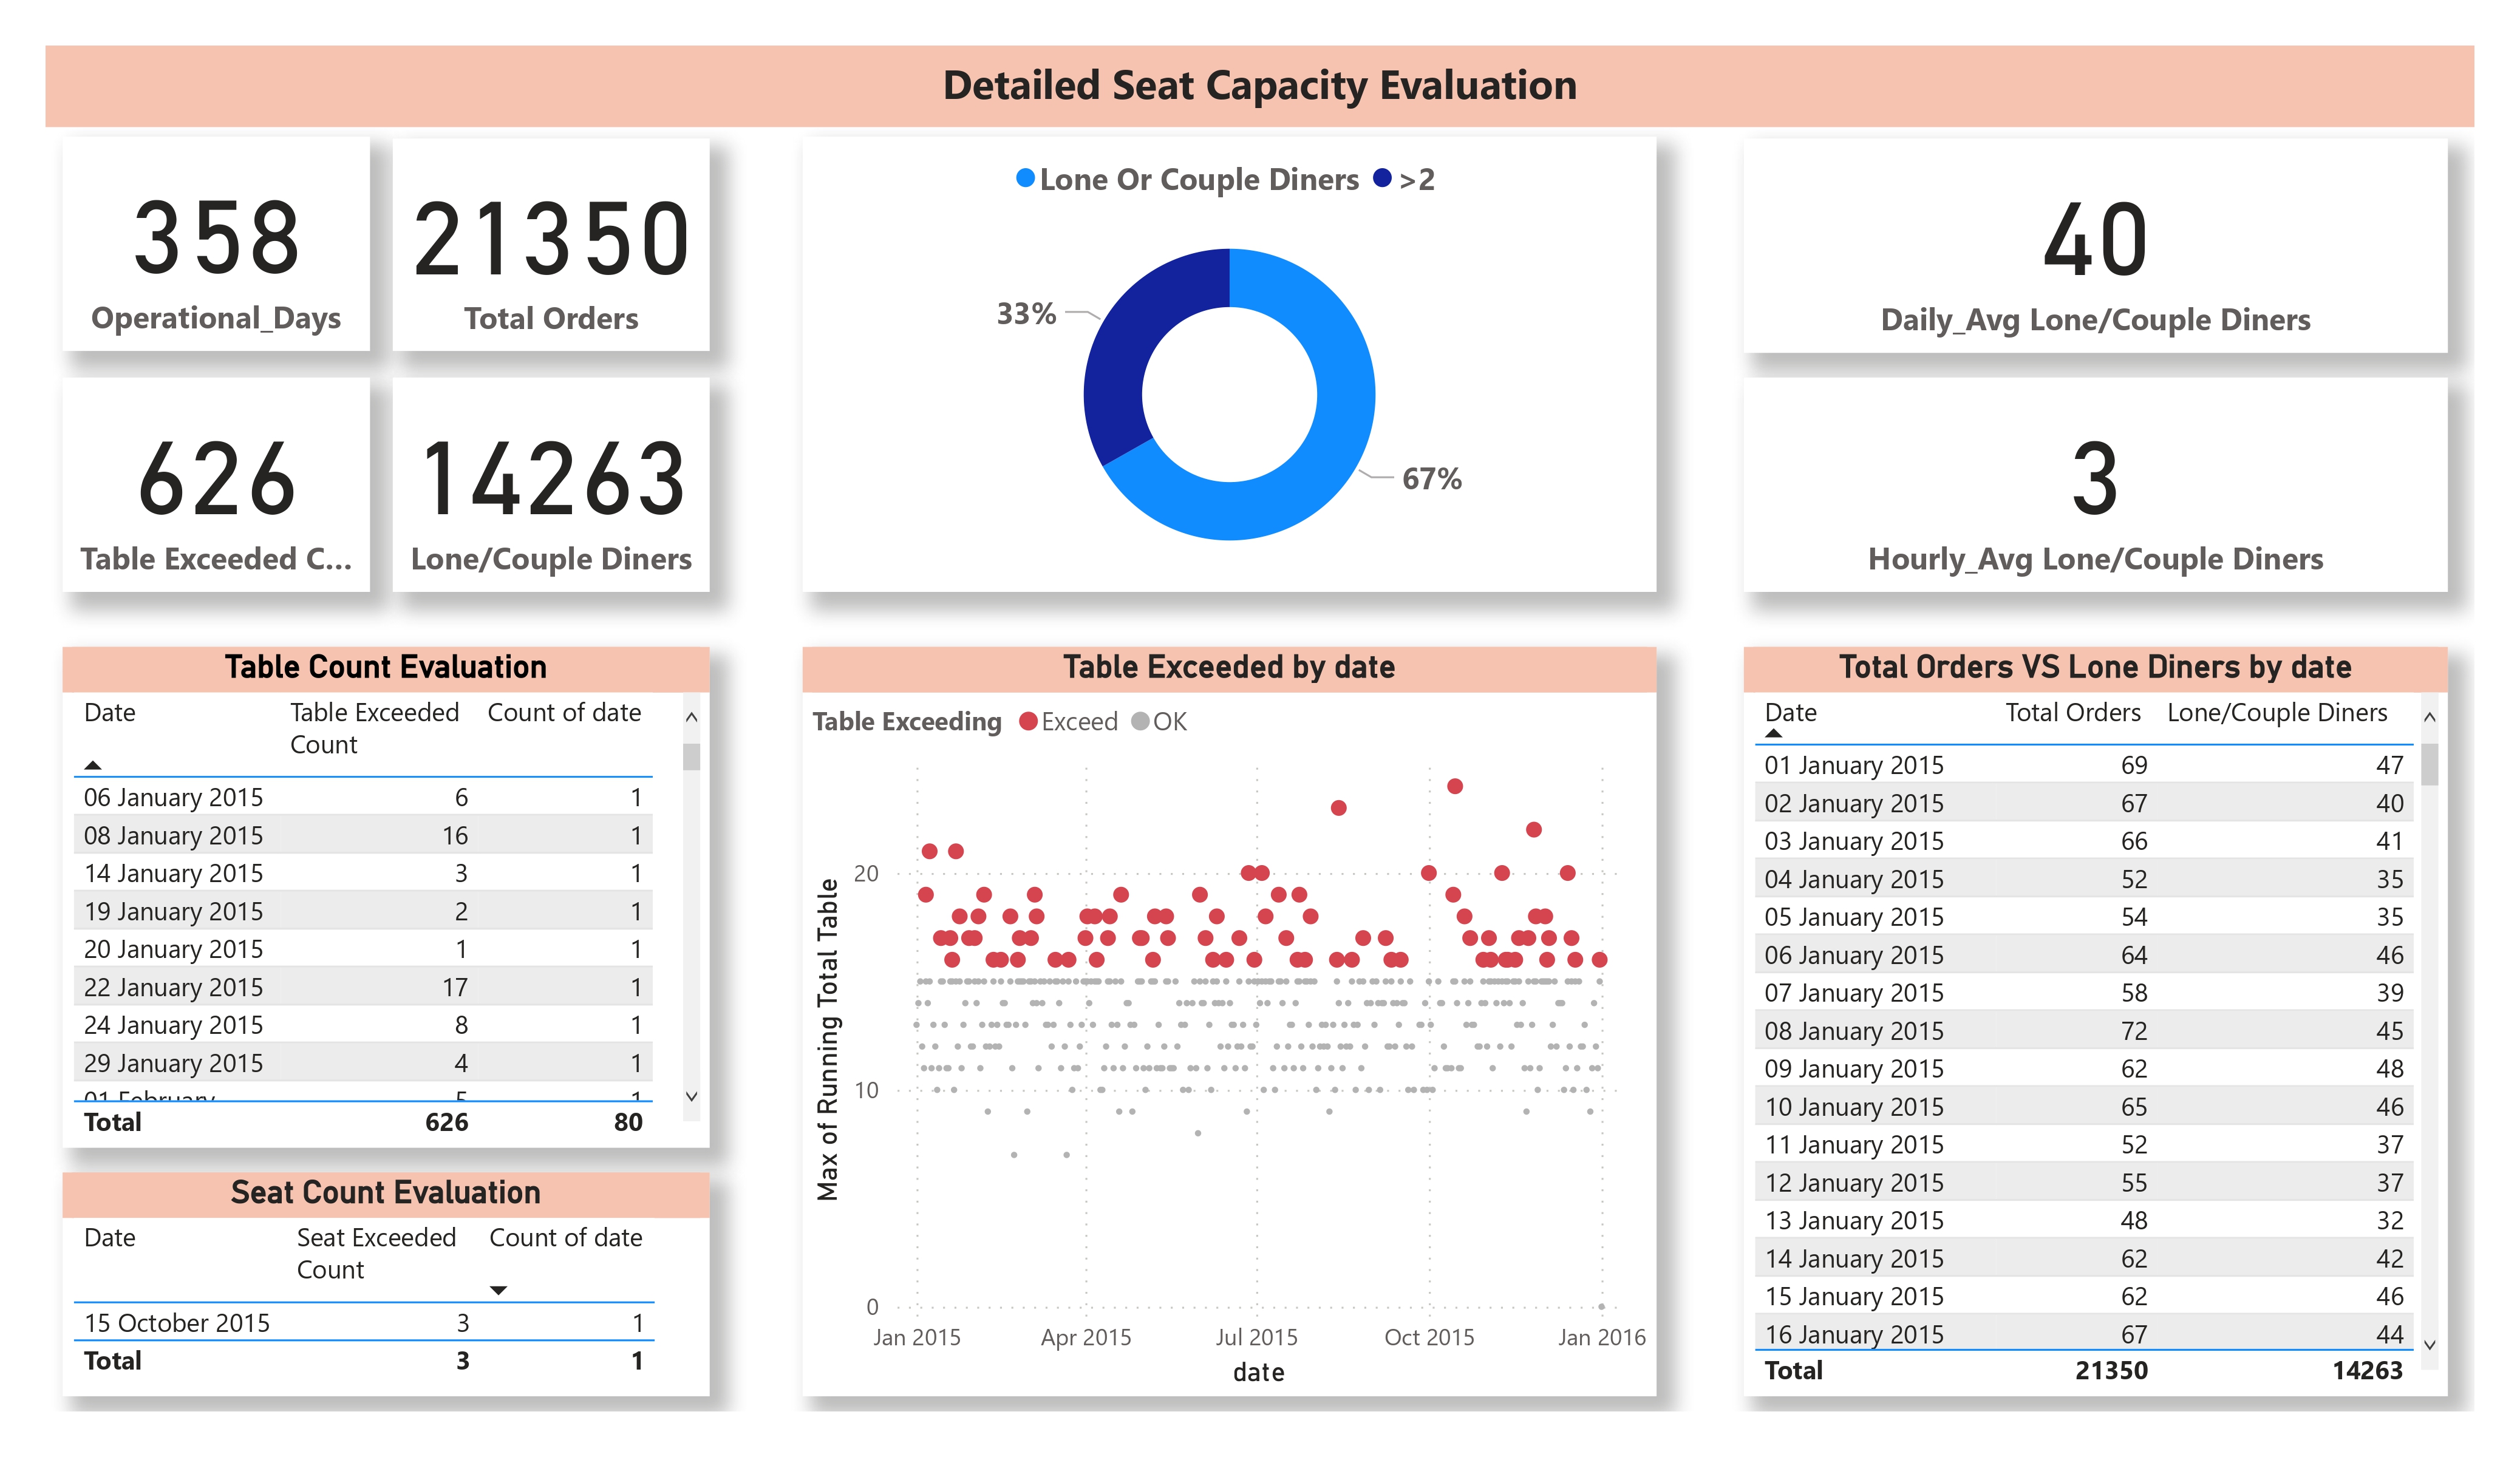 Detailed Seat Capacity Evaluation
358
Operational_Days
21350
Total Orders
626
Table Exceeded C...
14263
Lone/Couple Diners
Lone Or Couple Diners >2
33%
67%
40
Daily_Avg Lone/Couple Diners
3
Hourly_Avg Lone/Couple Diners
Table Count Evaluation
Date Table Exceeded Count Count of date
06 January 2015 6 1
08 January 2015 16 1
14 January 2015 3 1
19 January 2015 2 1
20 January 2015 1 1
22 January 2015 17 1
24 January 2015 8 1
29 January 2015 4 1
01 February 5 1
Total 626 80
Seat Count Evaluation
Date Seat Exceeded Count Count of date
15 October 2015 3 1
Total 3 1
Table Exceeded by date
Table Exceeding Exceed OK
Max of Running Total Table
20
10
0
Jan 2015 Apr 2015 Jul 2015 Oct 2015 Jan 2016
date
Total Orders VS Lone Diners by date
Date Total Orders Lone/Couple Diners
01 January 2015 69 47
02 January 2015 67 40
03 January 2015 66 41
04 January 2015 52 35
05 January 2015 54 35
06 January 2015 64 46
07 January 2015 58 39
08 January 2015 72 45
09 January 2015 62 48
10 January 2015 65 46
11 January 2015 52 37
12 January 2015 55 37
13 January 2015 48 32
14 January 2015 62 42
15 January 2015 62 46
16 January 2015 67 44
Total 21350 14263